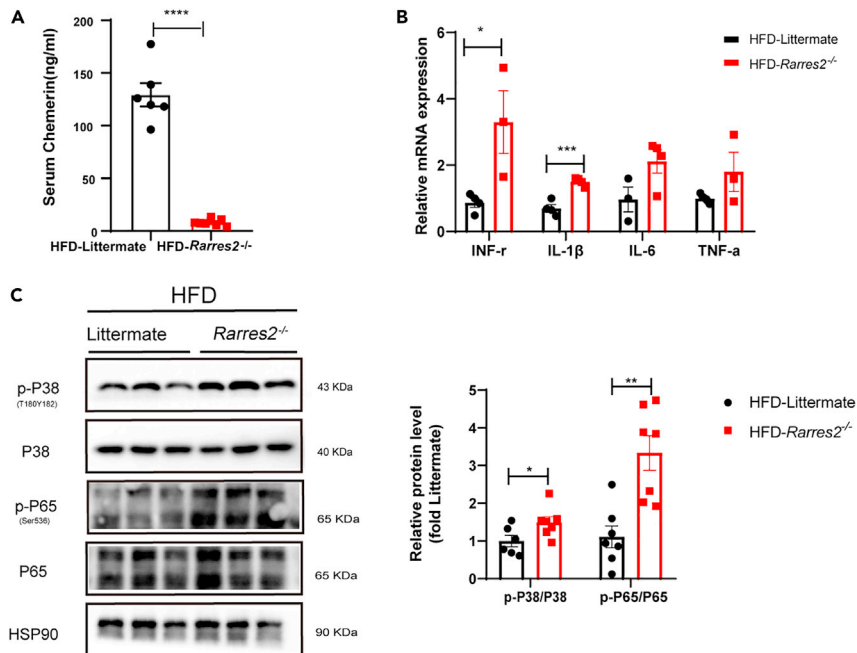 A
Serum Chemerin(ng/ml)
200
150
100
50
0
****
HFD-Littermate HFD-Rarres2-/-
B
Relative mRNA expression
6
4
2
0
*
***
INF-r IL-1β IL-6 TNF-a
HFD-Littermate
HFD-Rarres2-/-
C
HFD
Littermate Rarres2-/-
p-P38
(T180Y182)
43 KDa
P38
40 KDa
p-P65
(Ser536)
65 KDa
P65
65 KDa
HSP90
90 KDa
Relative protein level
(fold Littermate)
5
4
3
2
1
0
*
**
p-P38/P38 p-P65/P65
HFD-Littermate
HFD-Rarres2-/-